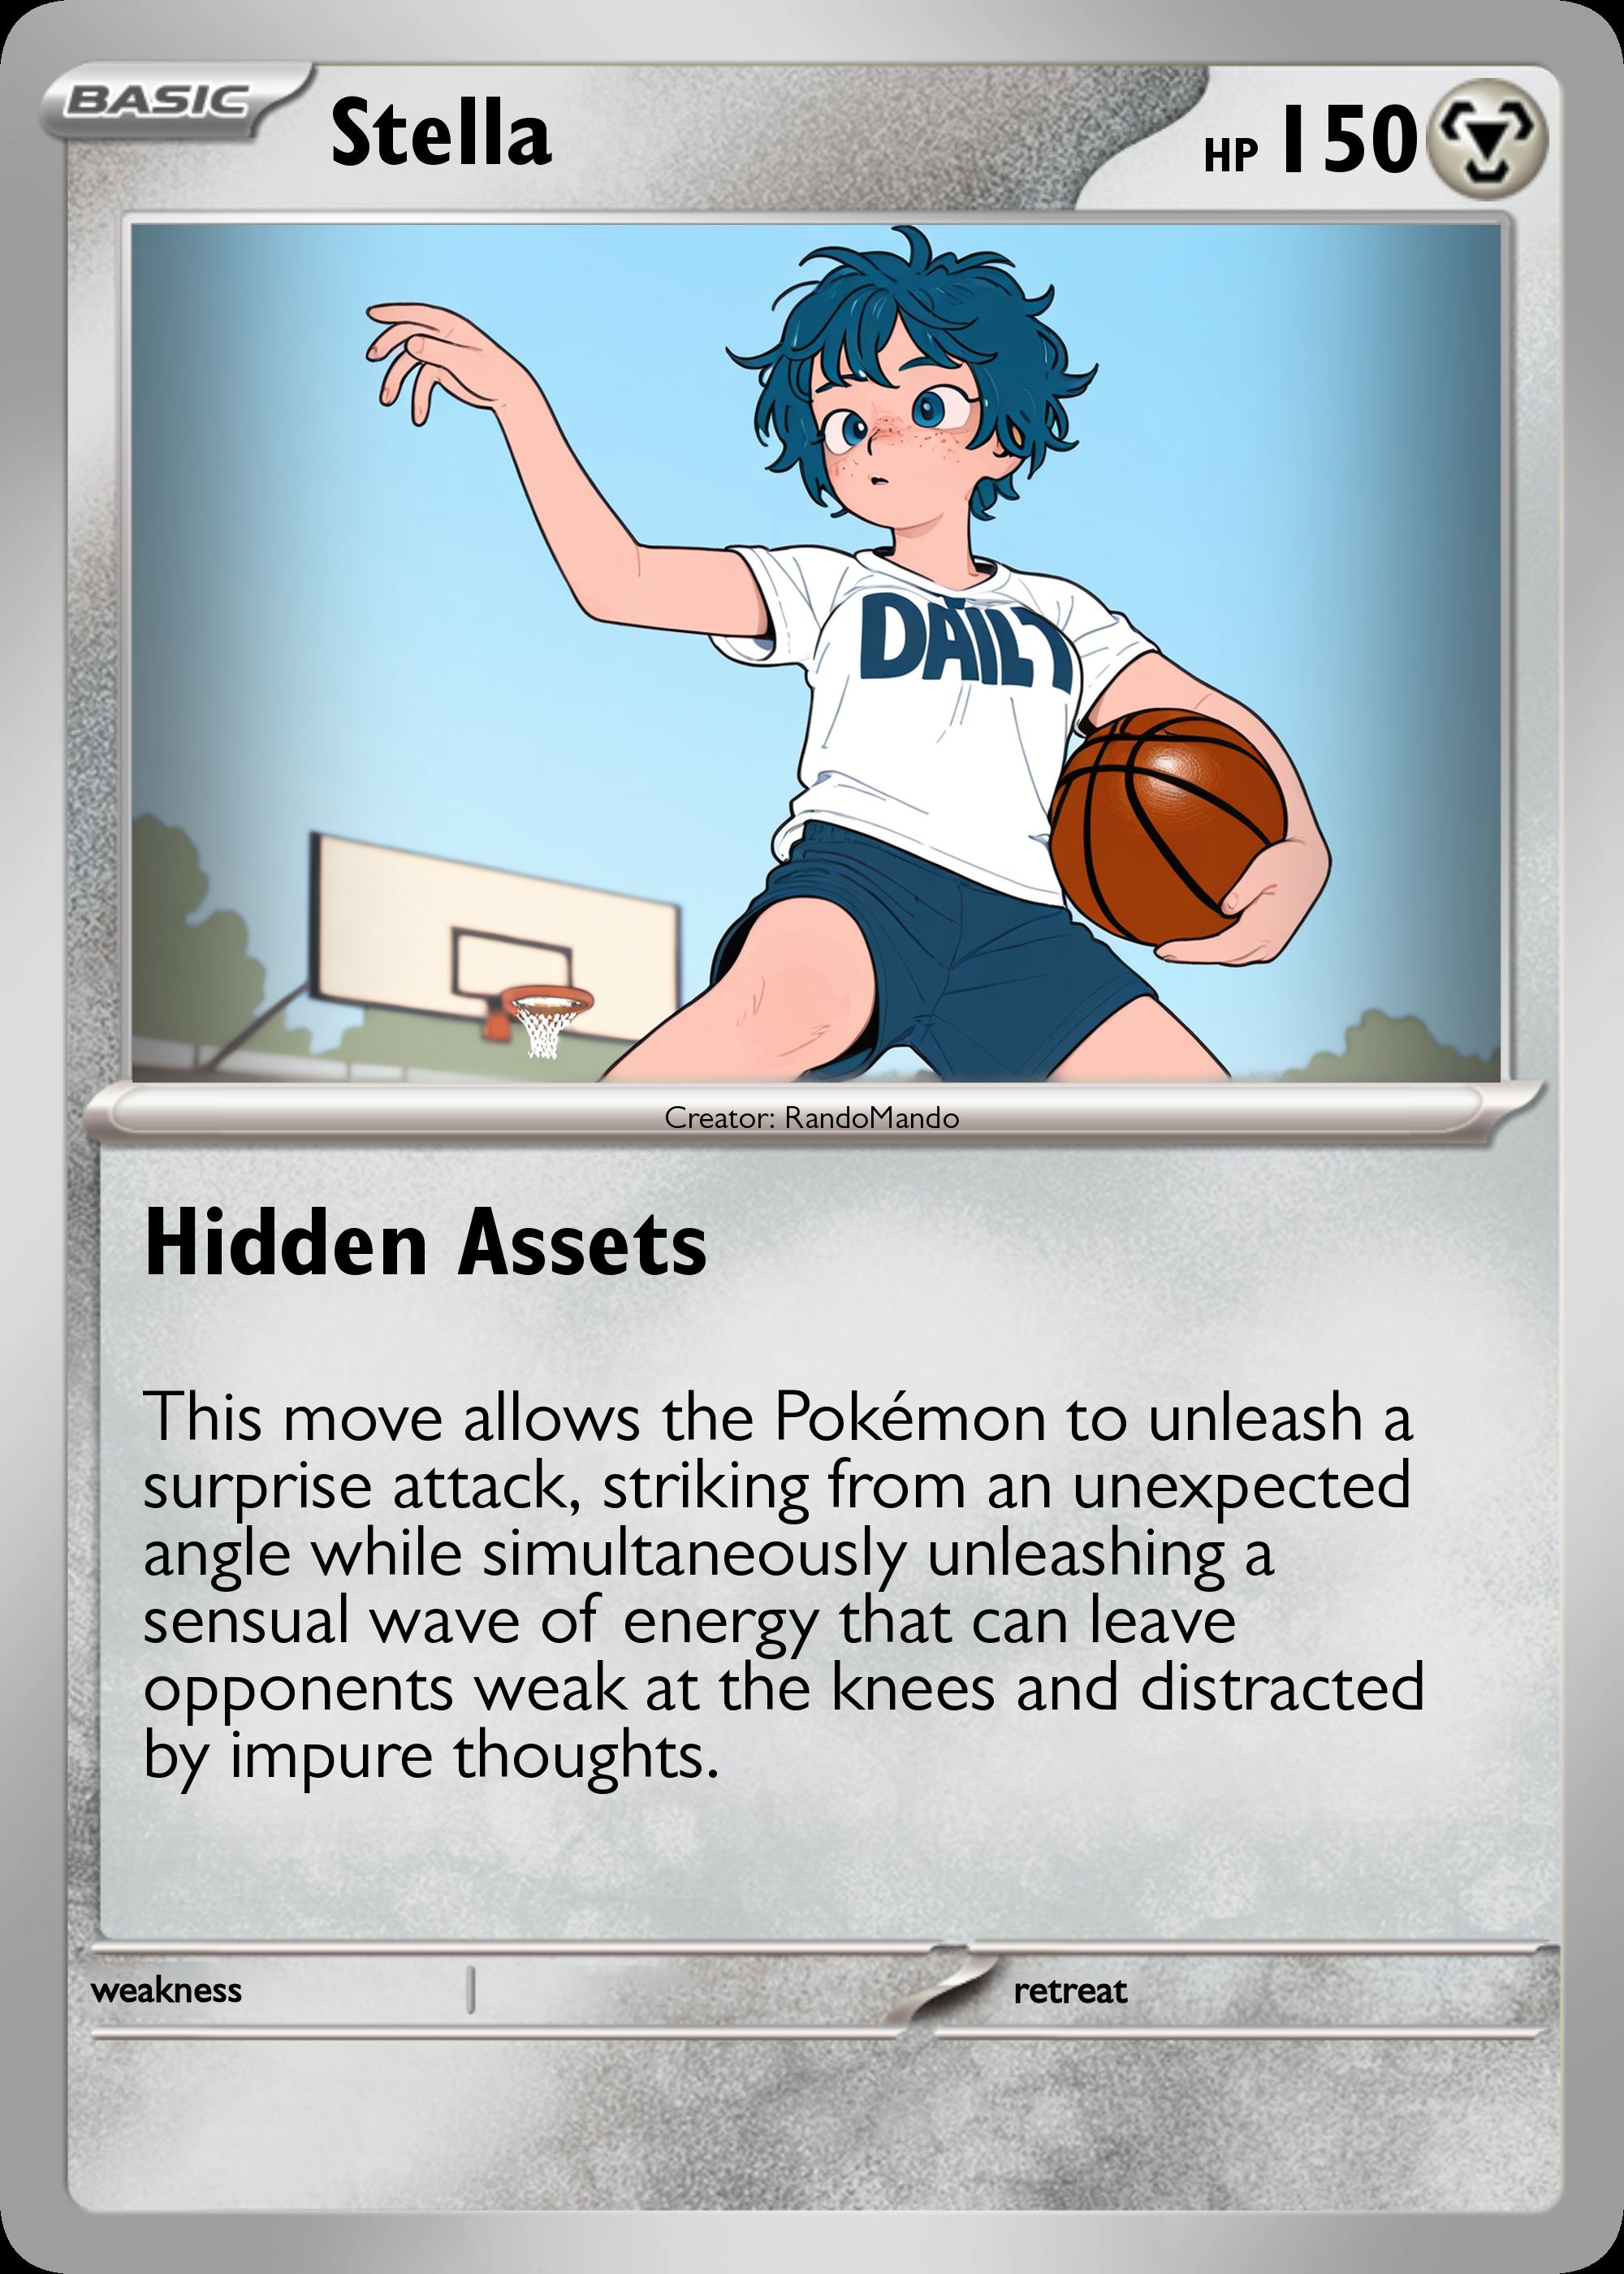 BASIC
Stella
HP 150
DAILY
Creator: RandoMando
Hidden Assets
This move allows the Pokémon to unleash a
surprise attack, striking from an unexpected
angle while simultaneously unleashing a
sensual wave of energy that can leave
opponents weak at the knees and distracted
by impure thoughts.
weakness
retreat